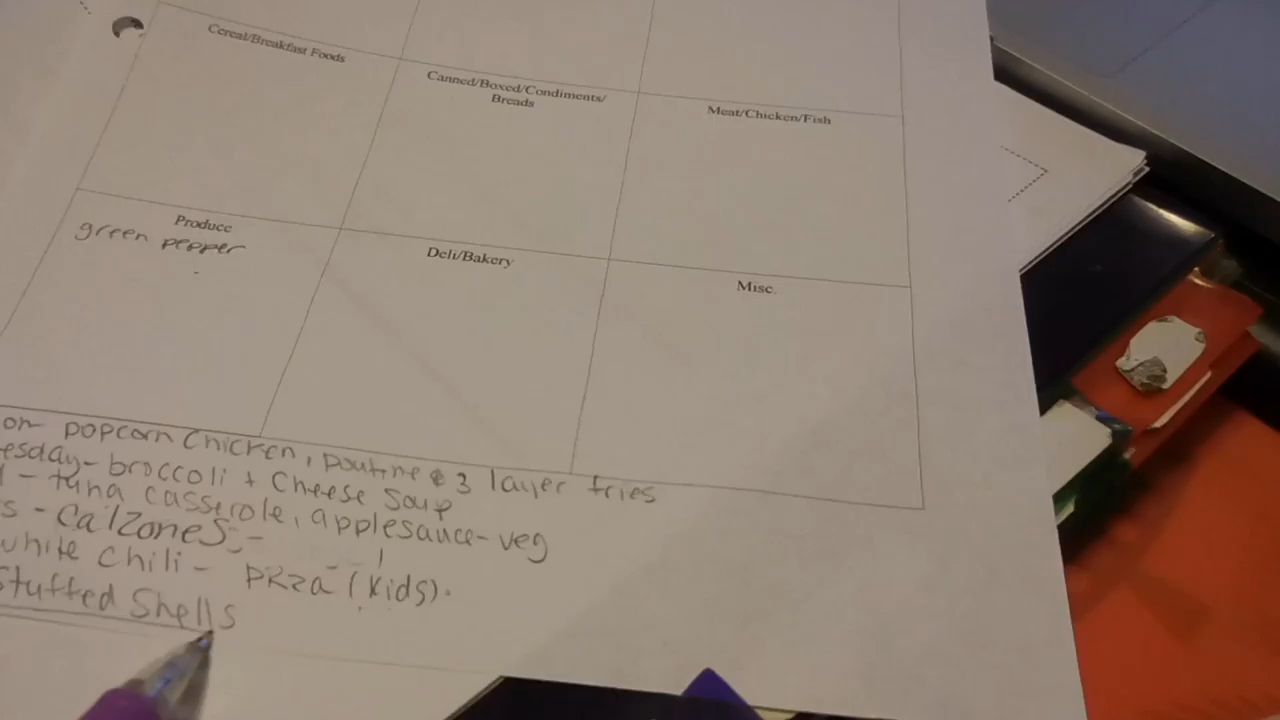 Cereal/Breakfast Foods
Canned/Boxed/Condiments/
Breads
Meat/Chicken/Fish
Produce
green pepper
Deli/Bakery
Misc.
on- popcorn Chicken, poutine & 3 layer fries
esday- broccoli + Cheese Soup
- tuna casserole, applesauce-veg
s - Calzones,-
white chili - pizza (kids).
Stuffed Shells